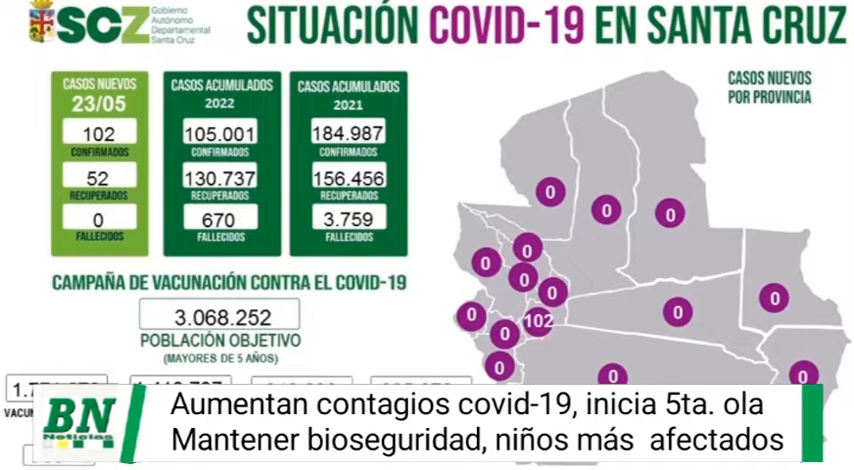 SCZ
Gobierno
Autónomo
Departamental
Santa Cruz
SITUACIÓN COVID-19 EN SANTA CRUZ
CASOS NUEVOS
23/05
102
CONFIRMADOS
52
RECUPERADOS
0
FALLECIDOS
CASOS ACUMULADOS
2022
105.001
CONFIRMADOS
130.737
RECUPERADOS
670
FALLECIDOS
CASOS ACUMULADOS
2021
184.987
CONFIRMADOS
156.456
RECUPERADOS
3.759
FALLECIDOS
CASOS NUEVOS
POR PROVINCIA
0
0
0
0
0
0
0
0
0
0
102
0
0
0
0
0
CAMPAÑA DE VACUNACIÓN CONTRA EL COVID-19
3.068.252
POBLACIÓN OBJETIVO
(MAYORES DE 5 AÑOS)
BN
Noticias
Aumentan contagios covid-19, inicia 5ta. ola
Mantener bioseguridad, niños más afectados